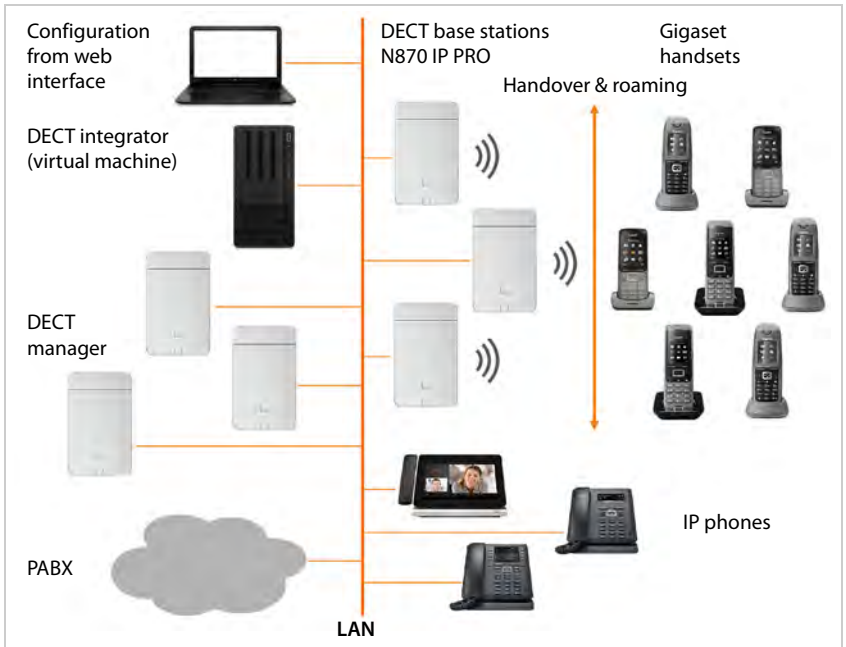 Configuration
from web
interface
DECT base stations
N870 IP PRO
Gigaset
handsets
Handover & roaming
DECT integrator
(virtual machine)
DECT
manager
IP phones
PABX
LAN